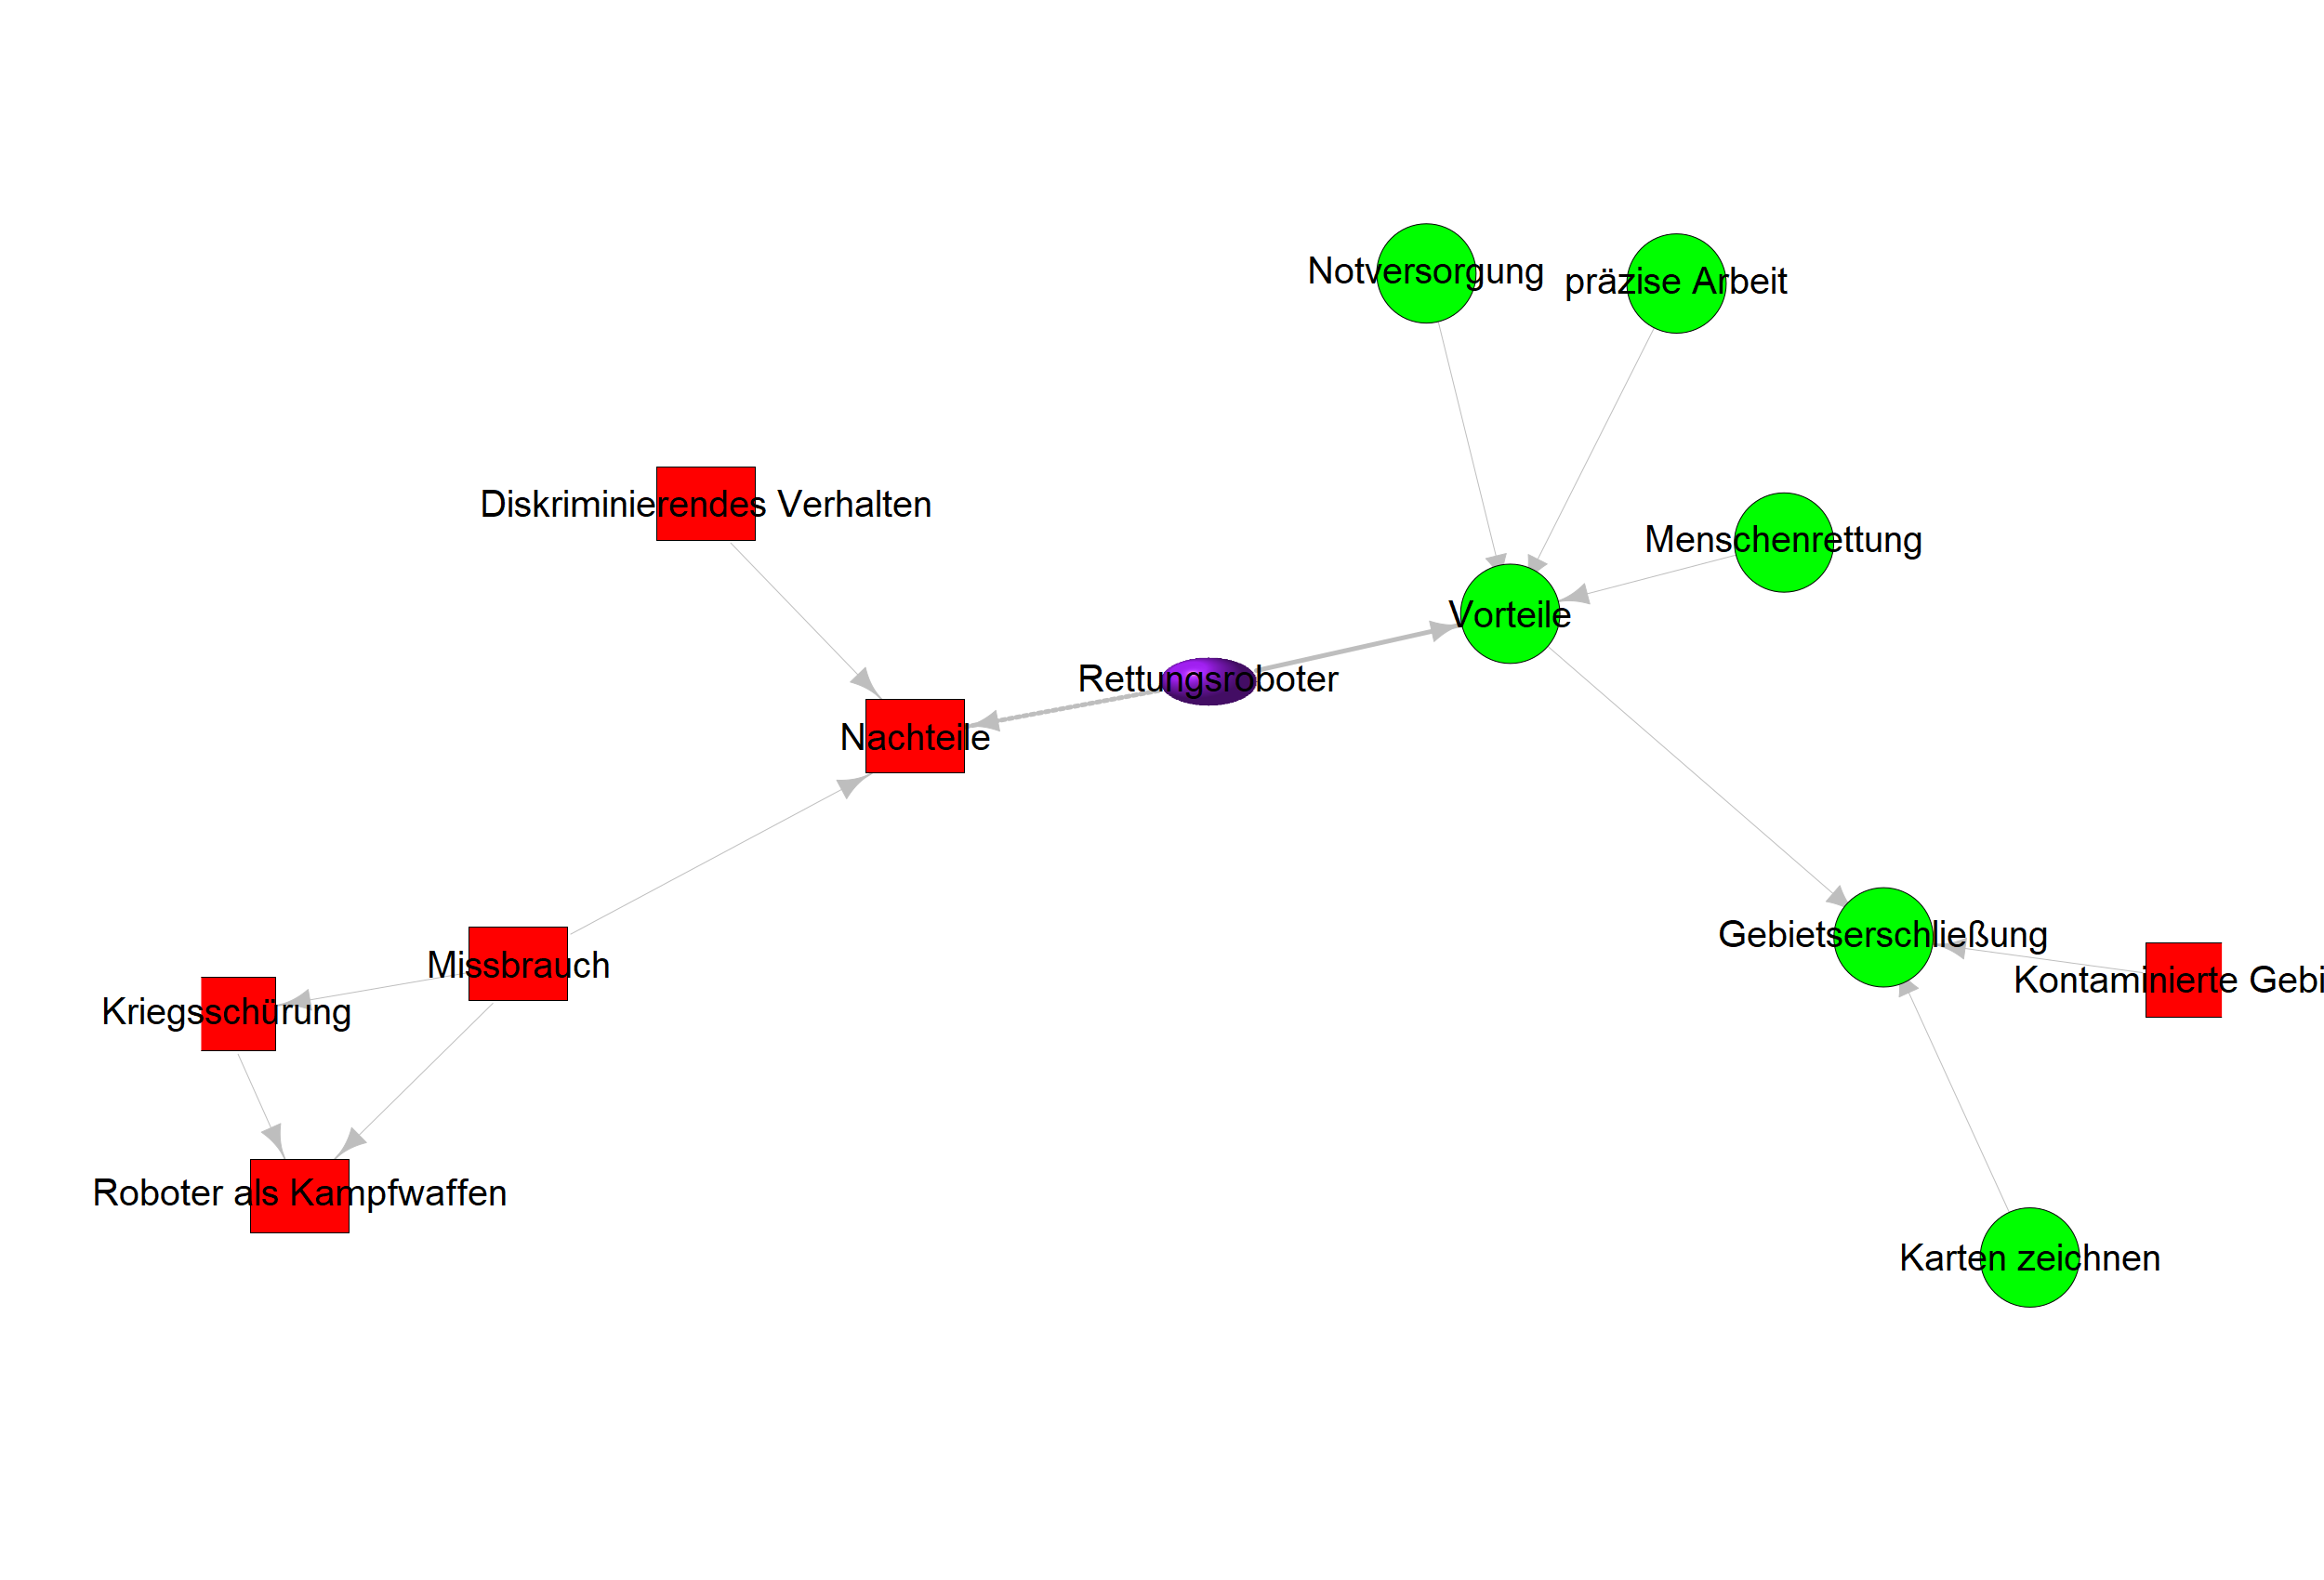 Notversorgung
präzise Arbeit
Diskriminierendes Verhalten
Menschenrettung
Vorteile
Rettungsroboter
Nachteile
Gebietserschließung
Missbrauch
Kontaminierte Gebi
Kriegsschürung
Roboter als Kampfwaffen
Karten zeichnen